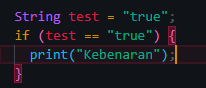 String test = "true";
if (test == "true") {
print("Kebenaran");
}